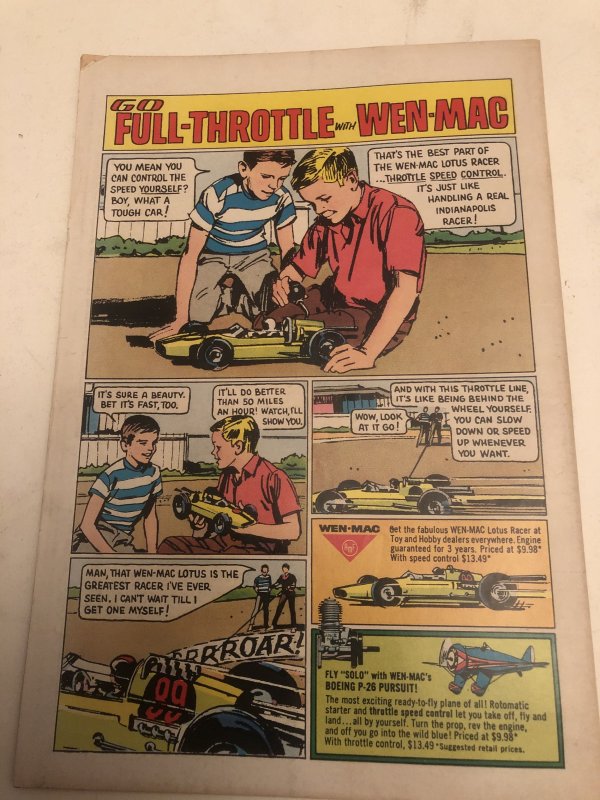 GO
FULL-THROTTLE WITH WEN-MAC
YOU MEAN YOU
CAN CONTROL THE
SPEED YOURSELF?
BOY, WHAT A
TOUGH CAR!
THAT'S THE BEST PART OF
THE WEN-MAC LOTUS RACER
...THROTTLE SPEED CONTROL.
IT'S JUST LIKE
HANDLING A REAL
INDIANAPOLIS
RACER!
IT'S SURE A BEAUTY.
BET IT'S FAST, TOO.
IT'LL DO BETTER
THAN 50 MILES
AN HOUR! WATCH, I'LL
SHOW YOU.
WOW, LOOK
AT IT GO!
AND WITH THIS THROTTLE LINE,
IT'S LIKE BEING BEHIND THE
WHEEL YOURSELF.
YOU CAN SLOW
DOWN OR SPEED
UP WHENEVER
YOU WANT.
WEN-MAC
Get the fabulous WEN-MAC Lotus Racer at
Toy and Hobby dealers everywhere. Engine
guaranteed for 3 years. Priced at $9.98*
With speed control $13.49*
MAN, THAT WEN-MAC LOTUS IS THE
GREATEST RACER I'VE EVER
SEEN. I CAN'T WAIT TILL I
GET ONE MYSELF!
RRRROAR!
99
FLY "SOLO" with WEN-MAC's
BOEING P-26 PURSUIT!
The most exciting ready-to-fly plane of all! Rotomatic
starter and throttle speed control let you take off, fly and
land...all by yourself. Turn the prop, rev the engine,
and off you go into the wild blue! Priced at $9.98*
With throttle control, $13.49 *Suggested retail prices.